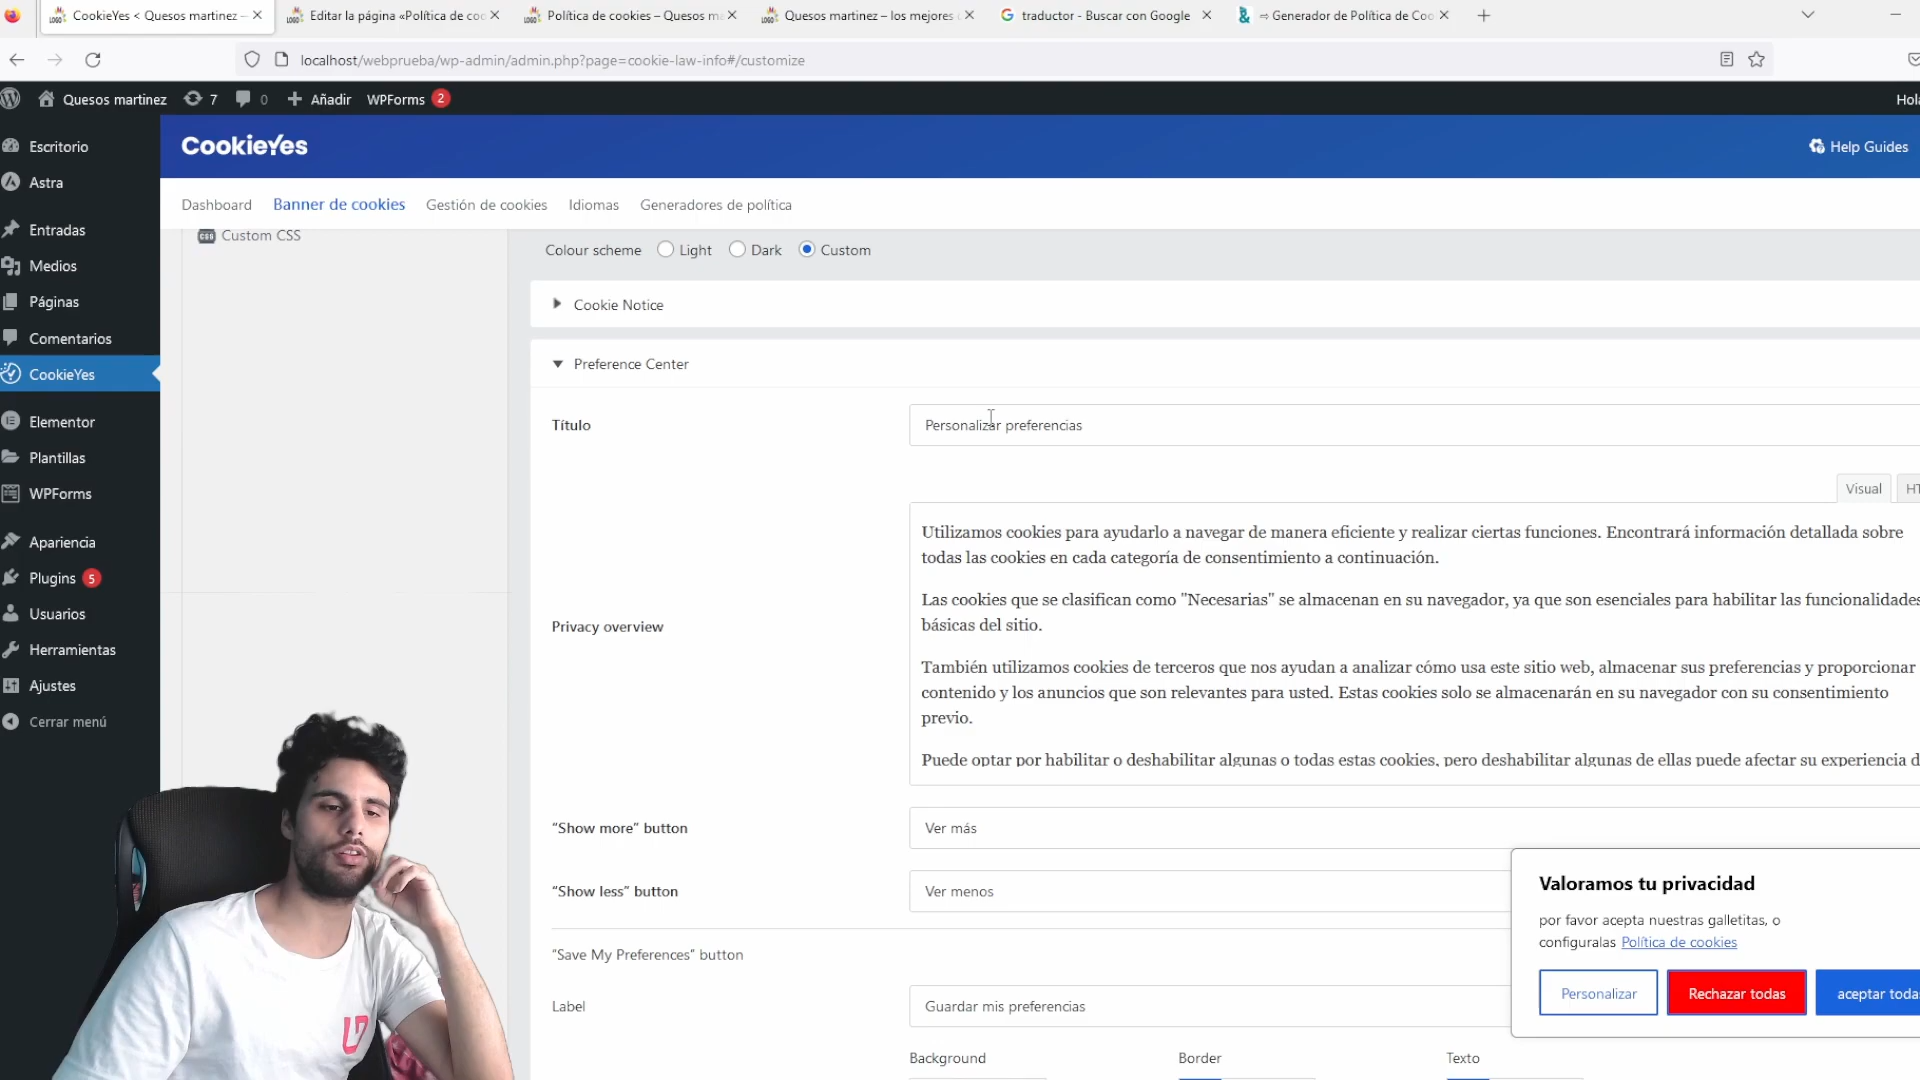 CookieYes < Quesos martinez –
Editar la página «Política de coo
Política de cookies – Quesos ma
Quesos martinez – los mejores
traductor - Buscar con Google
⇨ Generador de Política de Coo
localhost/webprueba/wp-admin/admin.php?page=cookie-law-info#/customize
Quesos martinez
7
0
Añadir
WPForms 2
Hola
Escritorio
Astra
Entradas
Medios
Páginas
Comentarios
CookieYes
Elementor
Plantillas
WPForms
Apariencia
Plugins 5
Usuarios
Herramientas
Ajustes
Cerrar menú
CookieYes
Help Guides
Dashboard
Banner de cookies
Gestión de cookies
Idiomas
Generadores de política
CSS Custom CSS
Colour scheme
Light
Dark
Custom
Cookie Notice
Preference Center
Título
Personalizar preferencias
Visual
HT
Privacy overview
Utilizamos cookies para ayudarlo a navegar de manera eficiente y realizar ciertas funciones. Encontrará información detallada sobre
todas las cookies en cada categoría de consentimiento a continuación.
Las cookies que se clasifican como "Necesarias" se almacenan en su navegador, ya que son esenciales para habilitar las funcionalidades
básicas del sitio.
También utilizamos cookies de terceros que nos ayudan a analizar cómo usa este sitio web, almacenar sus preferencias y proporcionar
contenido y los anuncios que son relevantes para usted. Estas cookies solo se almacenarán en su navegador con su consentimiento
previo.
Puede optar por habilitar o deshabilitar algunas o todas estas cookies, pero deshabilitar algunas de ellas puede afectar su experiencia d
“Show more” button
Ver más
“Show less” button
Ver menos
“Save My Preferences” button
Label
Guardar mis preferencias
Background
Border
Texto
Valoramos tu privacidad
por favor acepta nuestras galletitas, o
configuralas Política de cookies
Personalizar
Rechazar todas
aceptar todas